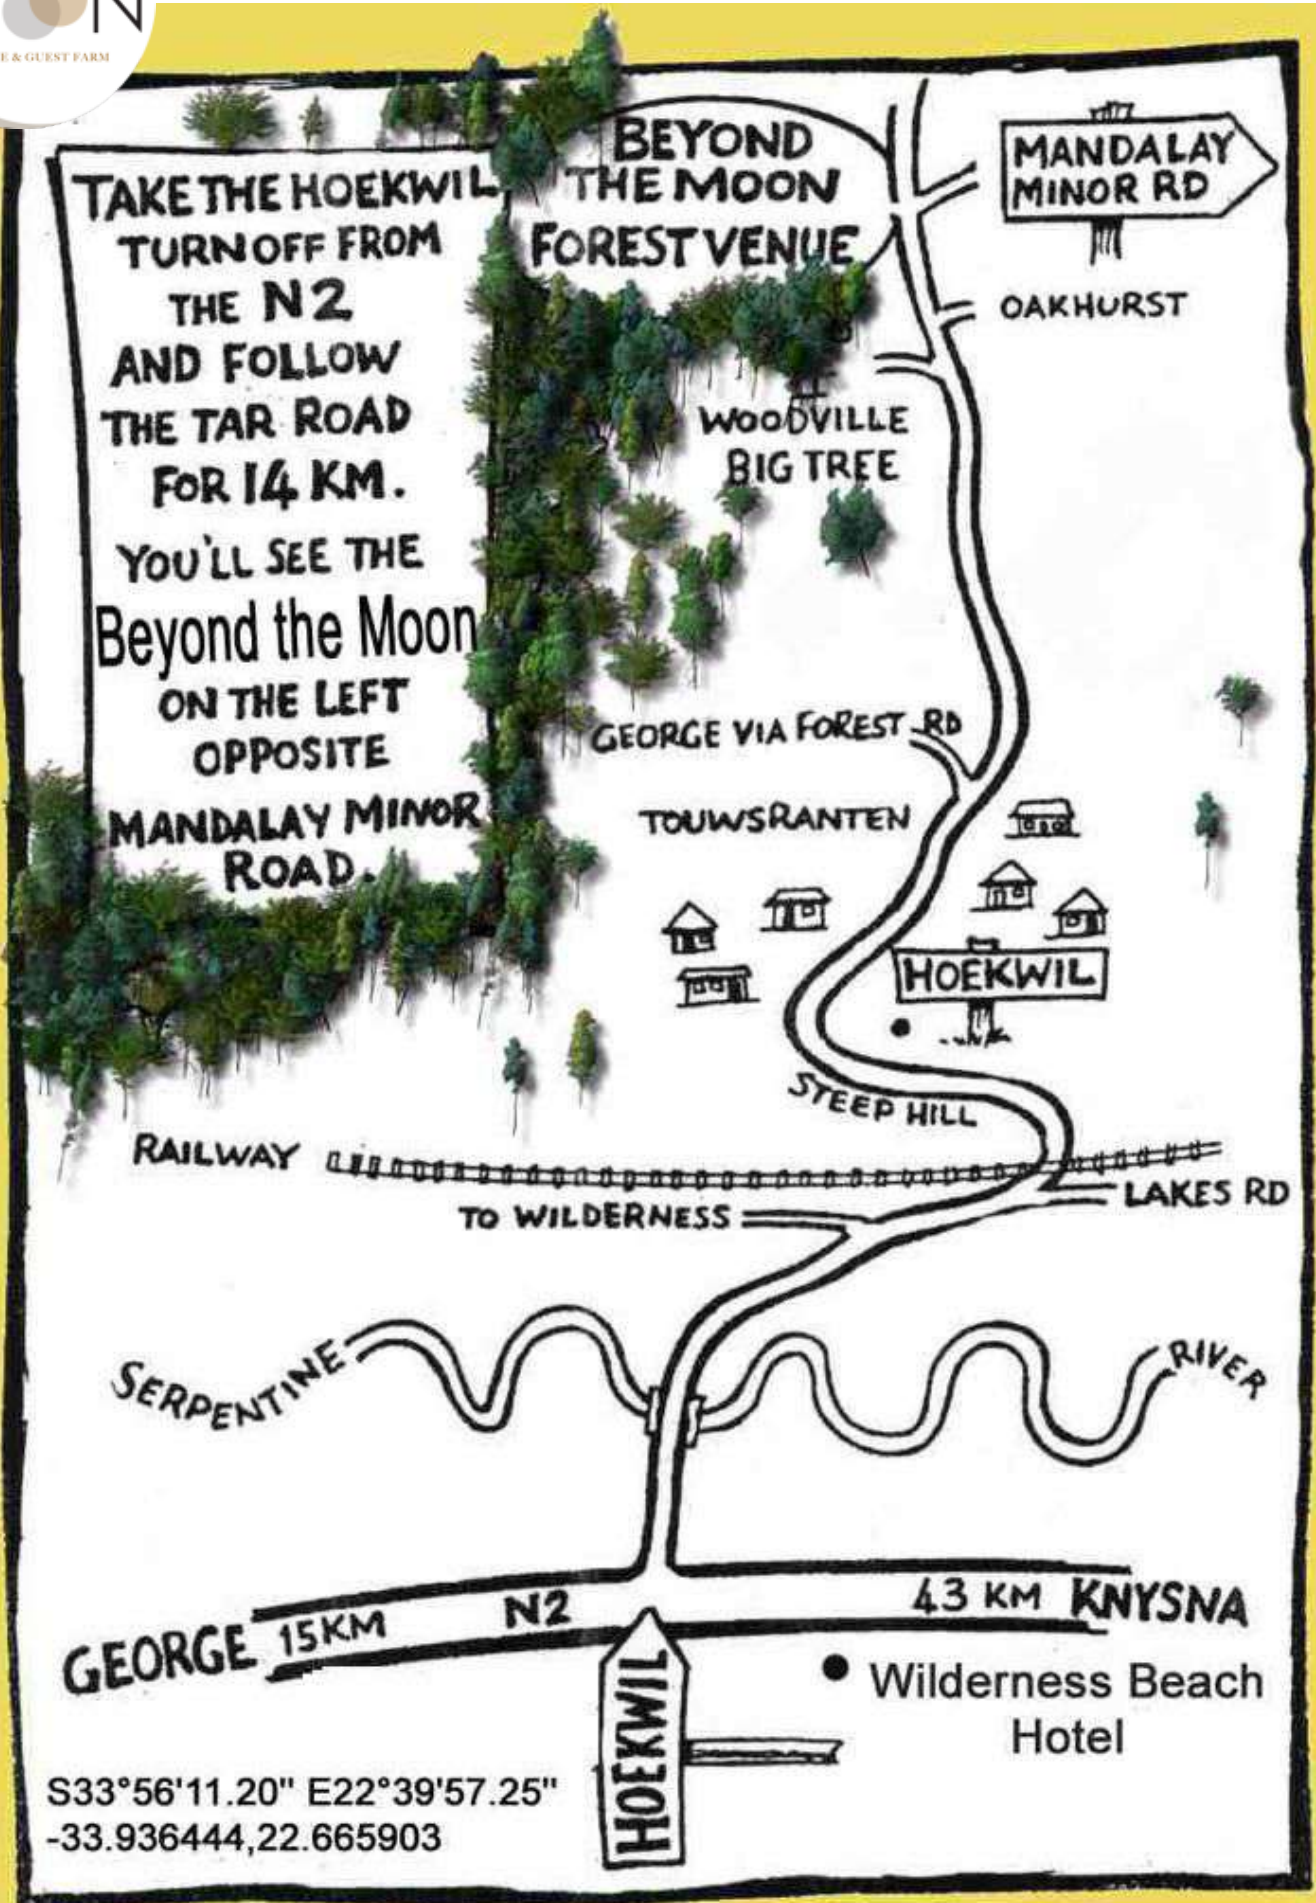 N
E & GUEST FARM
TAKE THE HOEKWIL
TURNOFF FROM
THE N2
AND FOLLOW
THE TAR ROAD
FOR 14 KM.
YOU'LL SEE THE
Beyond the Moon
ON THE LEFT
OPPOSITE
MANDALAY MINOR
ROAD.
BEYOND
THE MOON
FOREST VENUE
MANDALAY
MINOR RD
OAKHURST
WOODVILLE
BIG TREE
GEORGE VIA FOREST RD
TOUWSRANTEN
HOEKWIL
STEEP HILL
RAILWAY
LAKES RD
TO WILDERNESS
SERPENTINE RIVER
GEORGE 15KM N2 43 KM KNYSNA
HOEKWIL
Wilderness Beach
Hotel
S33°56'11.20" E22°39'57.25"
-33.936444,22.665903